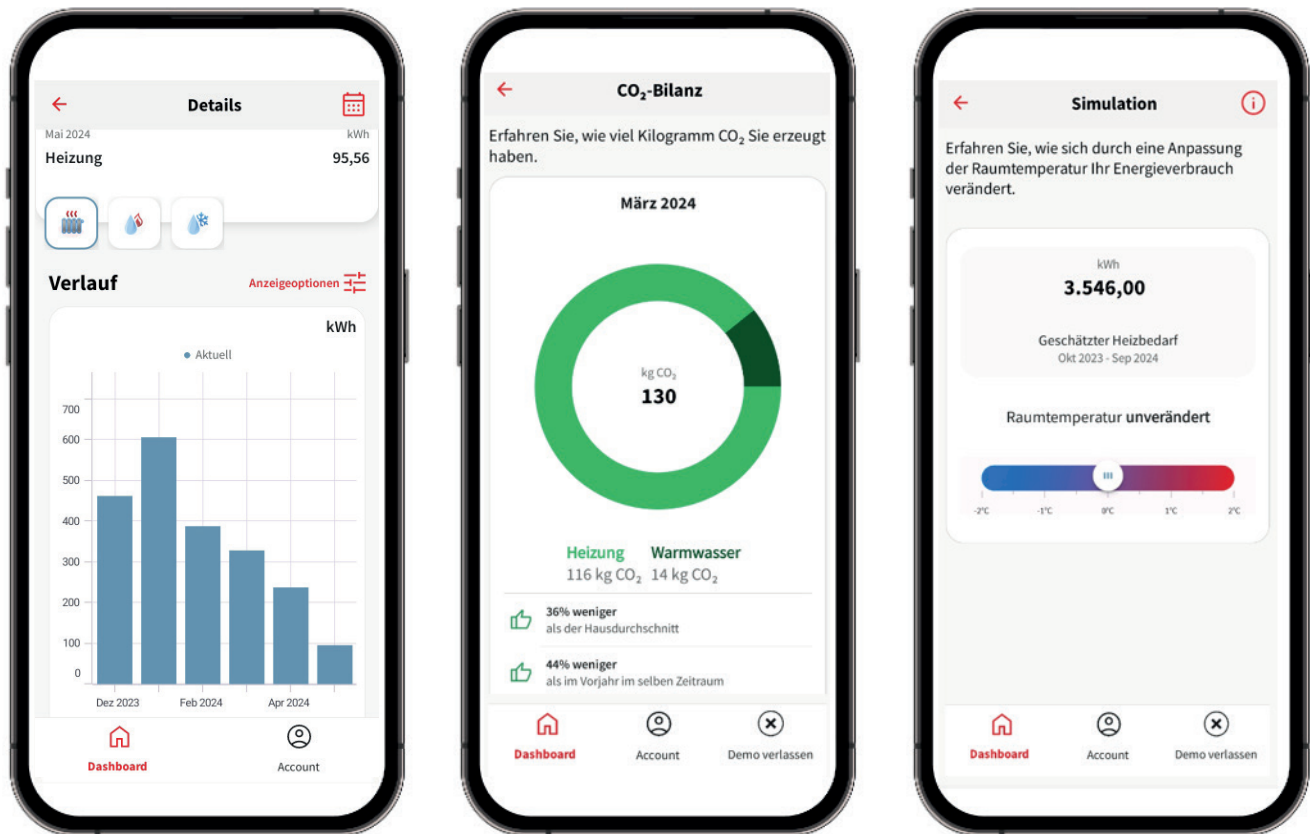 Details
Mai 2024 kWh
Heizung 95,56
Verlauf Anzeigeoptionen
kWh
Aktuell
700
600
500
400
300
200
100
0
Dez 2023 Feb 2024 Apr 2024
Dashboard Account
CO₂-Bilanz
Erfahren Sie, wie viel Kilogramm CO₂ Sie erzeugt
haben.
März 2024
kg CO₂
130
Heizung Warmwasser
116 kg CO₂ 14 kg CO₂
36% weniger
als der Hausdurchschnitt
44% weniger
als im Vorjahr im selben Zeitraum
Dashboard Account Demo verlassen
Simulation
Erfahren Sie, wie sich durch eine Anpassung
der Raumtemperatur Ihr Energieverbrauch
verändert.
kWh
3.546,00
Geschätzter Heizbedarf
Okt 2023 - Sep 2024
Raumtemperatur unverändert
-2°C -1°C 0°C 1°C 2°C
Dashboard Account Demo verlassen